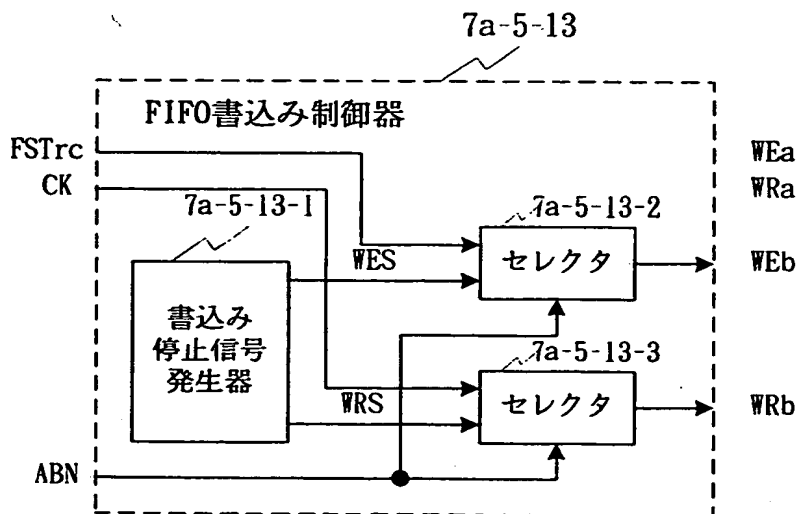 7a-5-13
FIFO書込み制御器
FSTrc
WEa
CK
WRa
7a-5-13-1
7a-5-13-2
WES
セレクタ
WEb
書込み
停止信号
発生器
7a-5-13-3
WRS
セレクタ
WRb
ABN